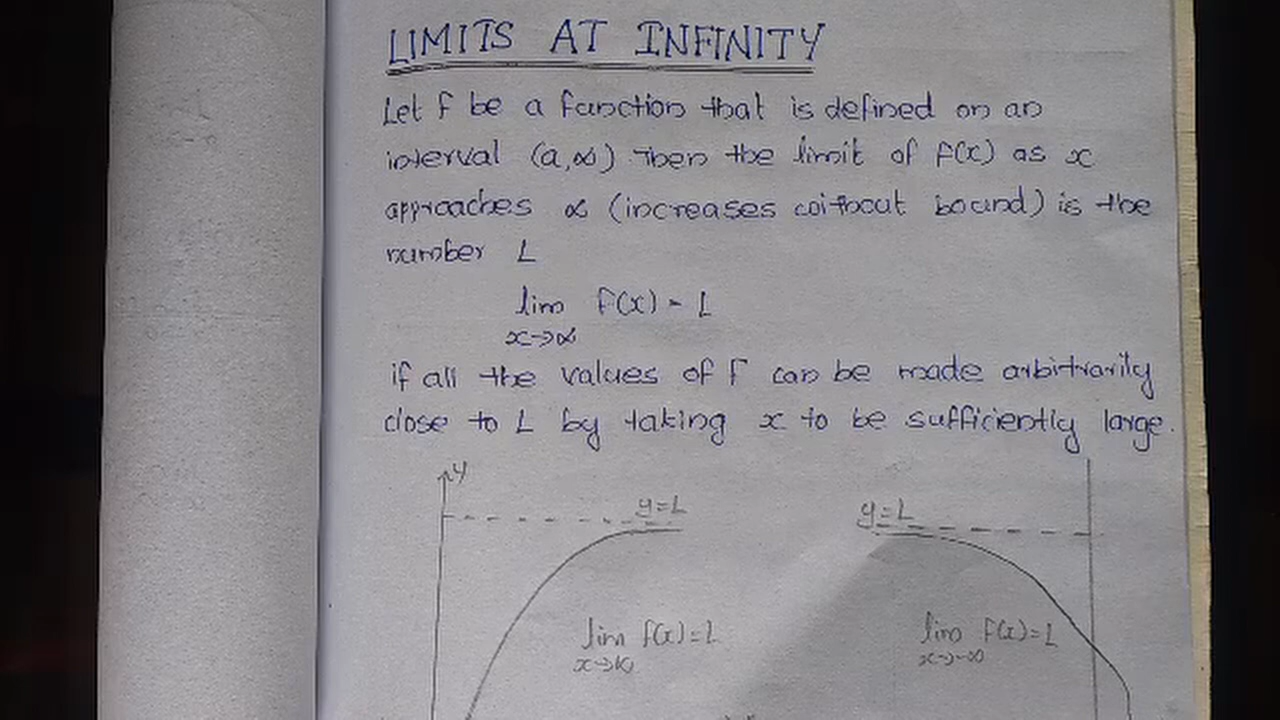 LIMITS AT INFINITY
Let f be a function that is defined on an
interval (a,∞) Then the limit of f(x) as x
approaches ∞ (increases without bound) is the
number L
lim f(x) = L
x→∞
if all the values of f can be made arbitrarily
close to L by taking x to be sufficiently large.
y
y=L
y=L
lim f(x)=L
x→∞
lim f(x)=L
x→-∞